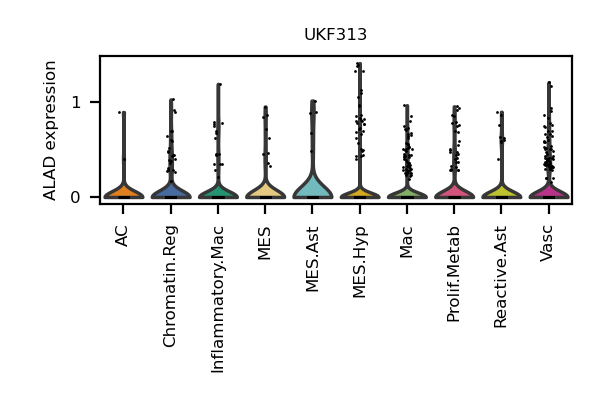 UKF313
ALAD expression
1
0
AC
Chromatin.Reg
Inflammatory.Mac
MES
MES.Ast
MES.Hyp
Mac
Prolif.Metab
Reactive.Ast
Vasc